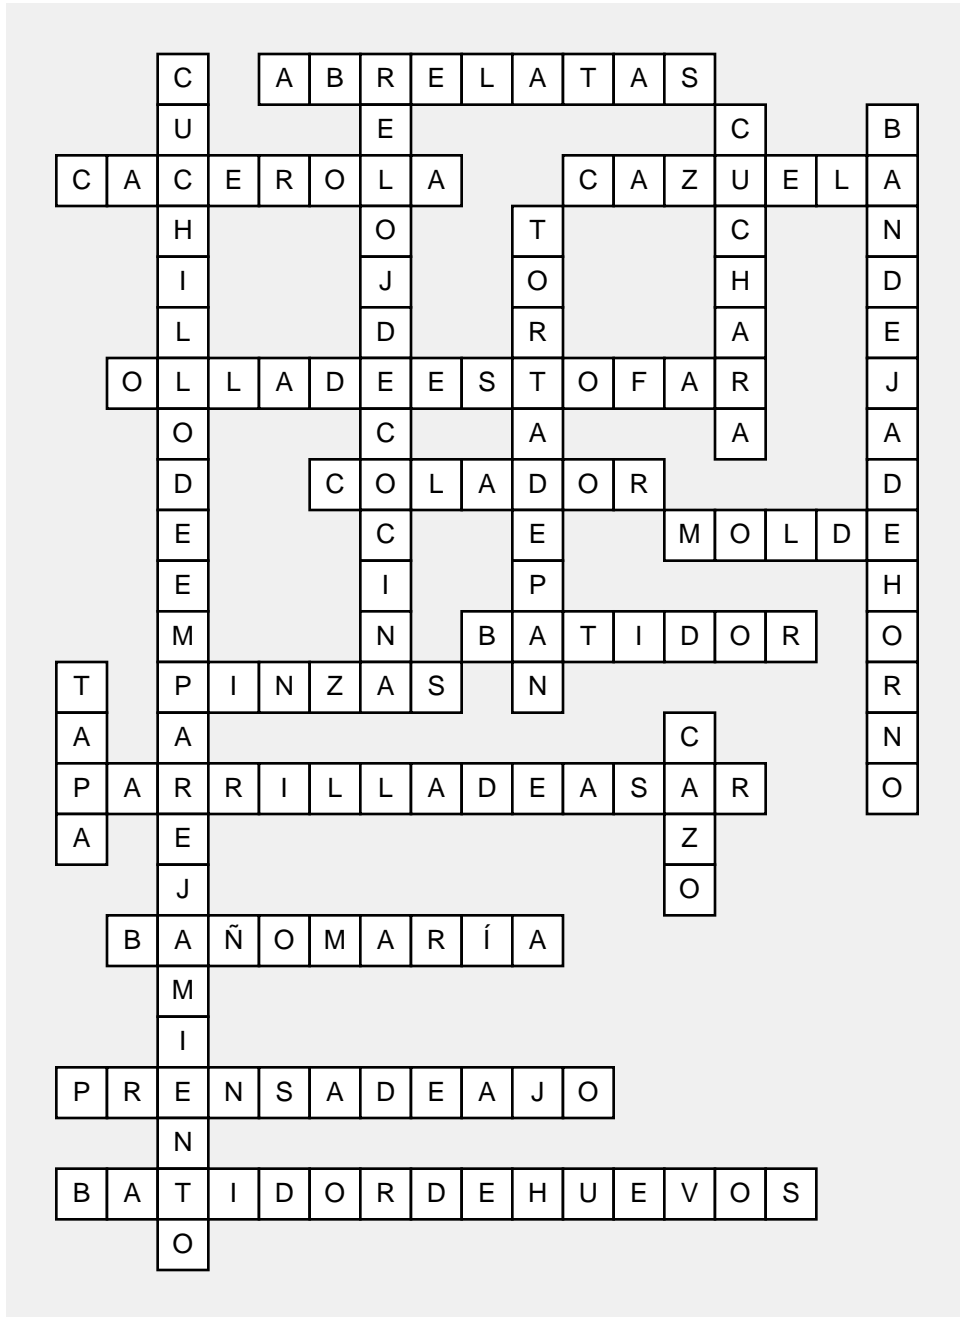 CUCHILLODEEMPAREJAMIENTO
ABRELATAS
RELOJDECOCINA
CUCHARA
BANDEJADEHORNO
CACEROLA
CAZUELA
TORTADEPAN
OLLADEESTOFAR
COLADOR
MOLDE
BATIDOR
TAPA
PINZAS
CAZO
PARRILLADEASAR
BAÑOMARÍA
PRENSADEAJO
BATIDORDEHUEVOS